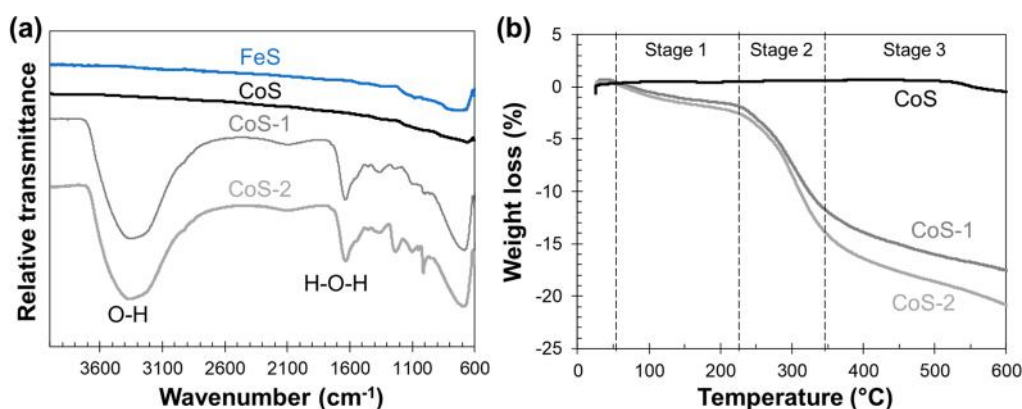 (a)
FeS
CoS
CoS-1
CoS-2
O-H
H-O-H
Relative transmittance
3600 3100 2600 2100 1600 1100 600
Wavenumber (cm⁻¹)
(b)
Stage 1 Stage 2 Stage 3
CoS
CoS-1
CoS-2
Weight loss (%)
5
0
-5
-10
-15
-20
-25
0 100 200 300 400 500 600
Temperature (°C)